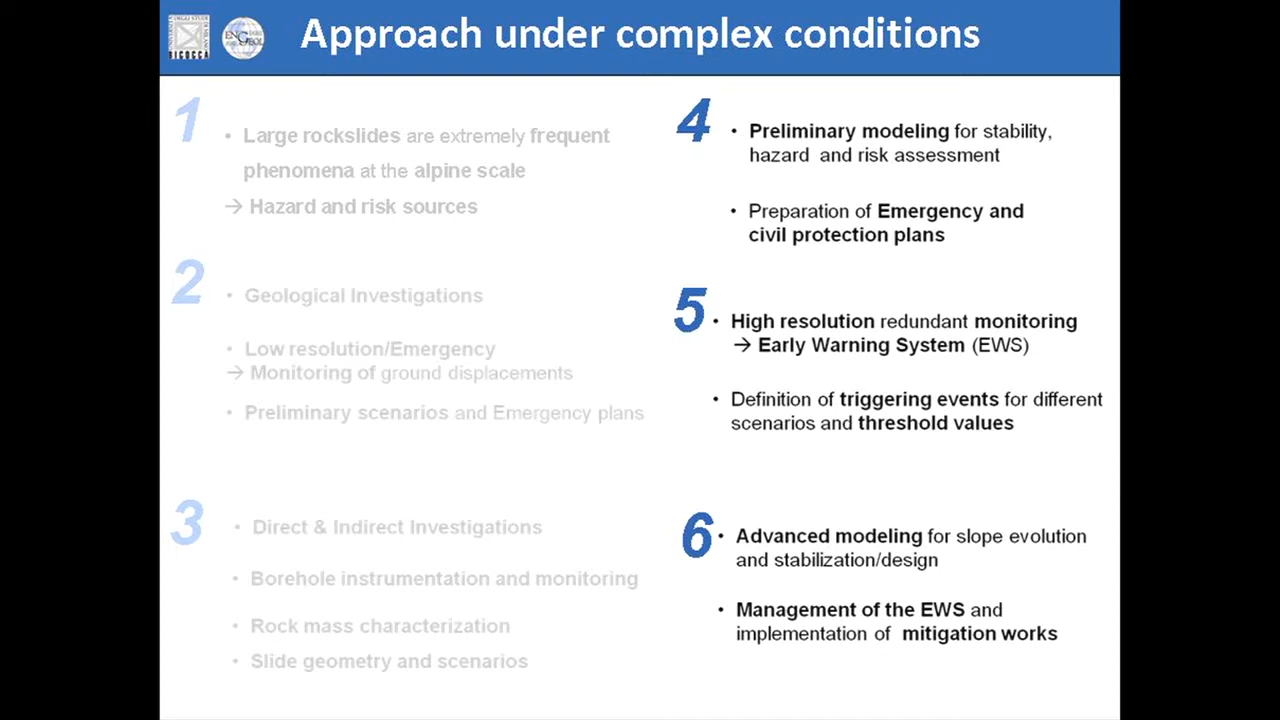 Approach under complex conditions
BICOCCA
1
• Large rockslides are extremely frequent
phenomena at the alpine scale
→ Hazard and risk sources
2
• Geological Investigations
• Low resolution/Emergency
→ Monitoring of ground displacements
• Preliminary scenarios and Emergency plans
3
• Direct & Indirect Investigations
• Borehole instrumentation and monitoring
• Rock mass characterization
• Slide geometry and scenarios
4
• Preliminary modeling for stability,
hazard and risk assessment
• Preparation of Emergency and
civil protection plans
5
• High resolution redundant monitoring
→ Early Warning System (EWS)
• Definition of triggering events for different
scenarios and threshold values
6
• Advanced modeling for slope evolution
and stabilization/design
• Management of the EWS and
implementation of mitigation works